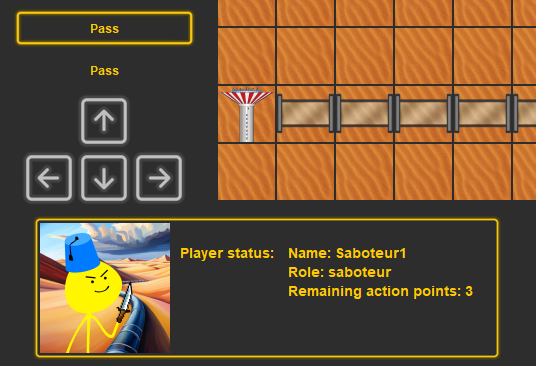 Pass
Pass
Player status:
Name: Saboteur1
Role: saboteur
Remaining action points: 3